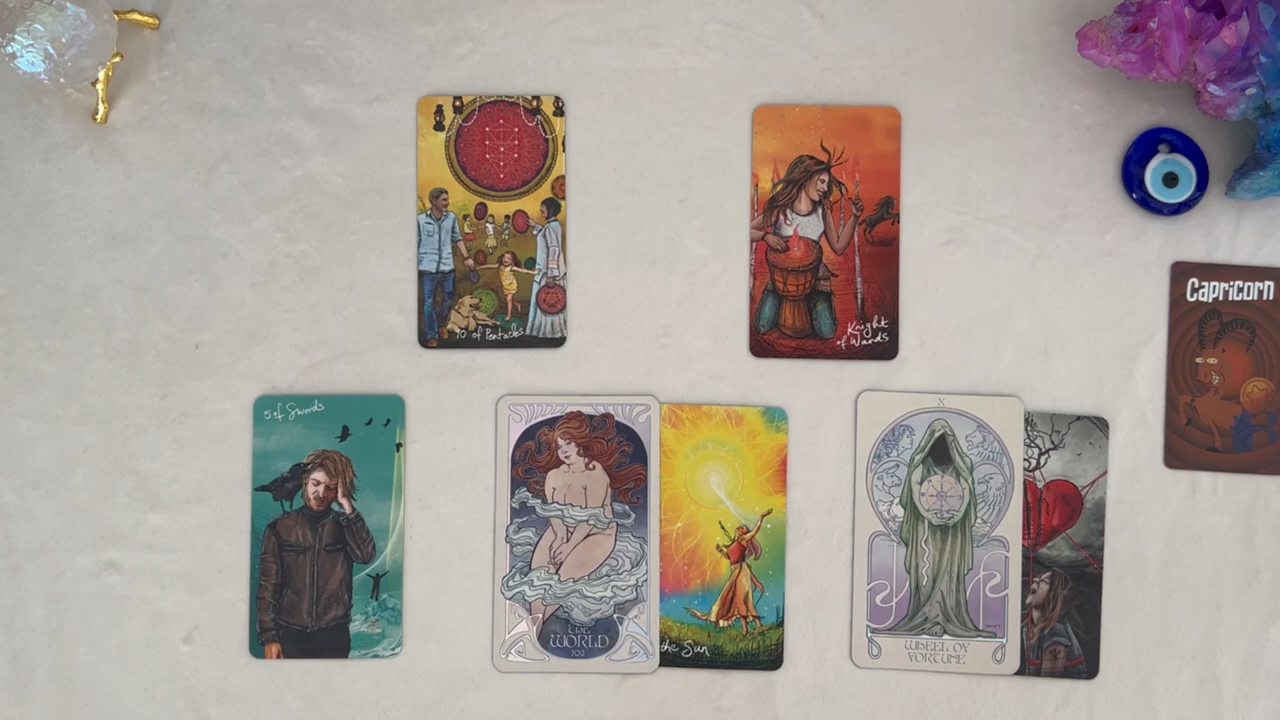 10 of Pentacles
Knight
of Wands
Capricorn
5 of Swords
THE
WORLD
XXI
the Sun
X
WHEEL OF
FORTUNE